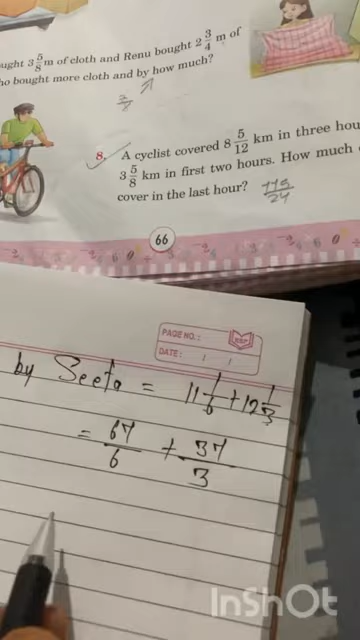 ught 3 5/8 m of cloth and Renu bought 2 3/4 m of
ho bought more cloth and by how much?
8. A cyclist covered 8 5/12 km in three hou
3 5/8 km in first two hours. How much
cover in the last hour? 115/24
66
PAGE NO.:
DATE: / /
by Seeta = 11 1/6 + 12 1/3
= 67/6 + 37/3
InShOt